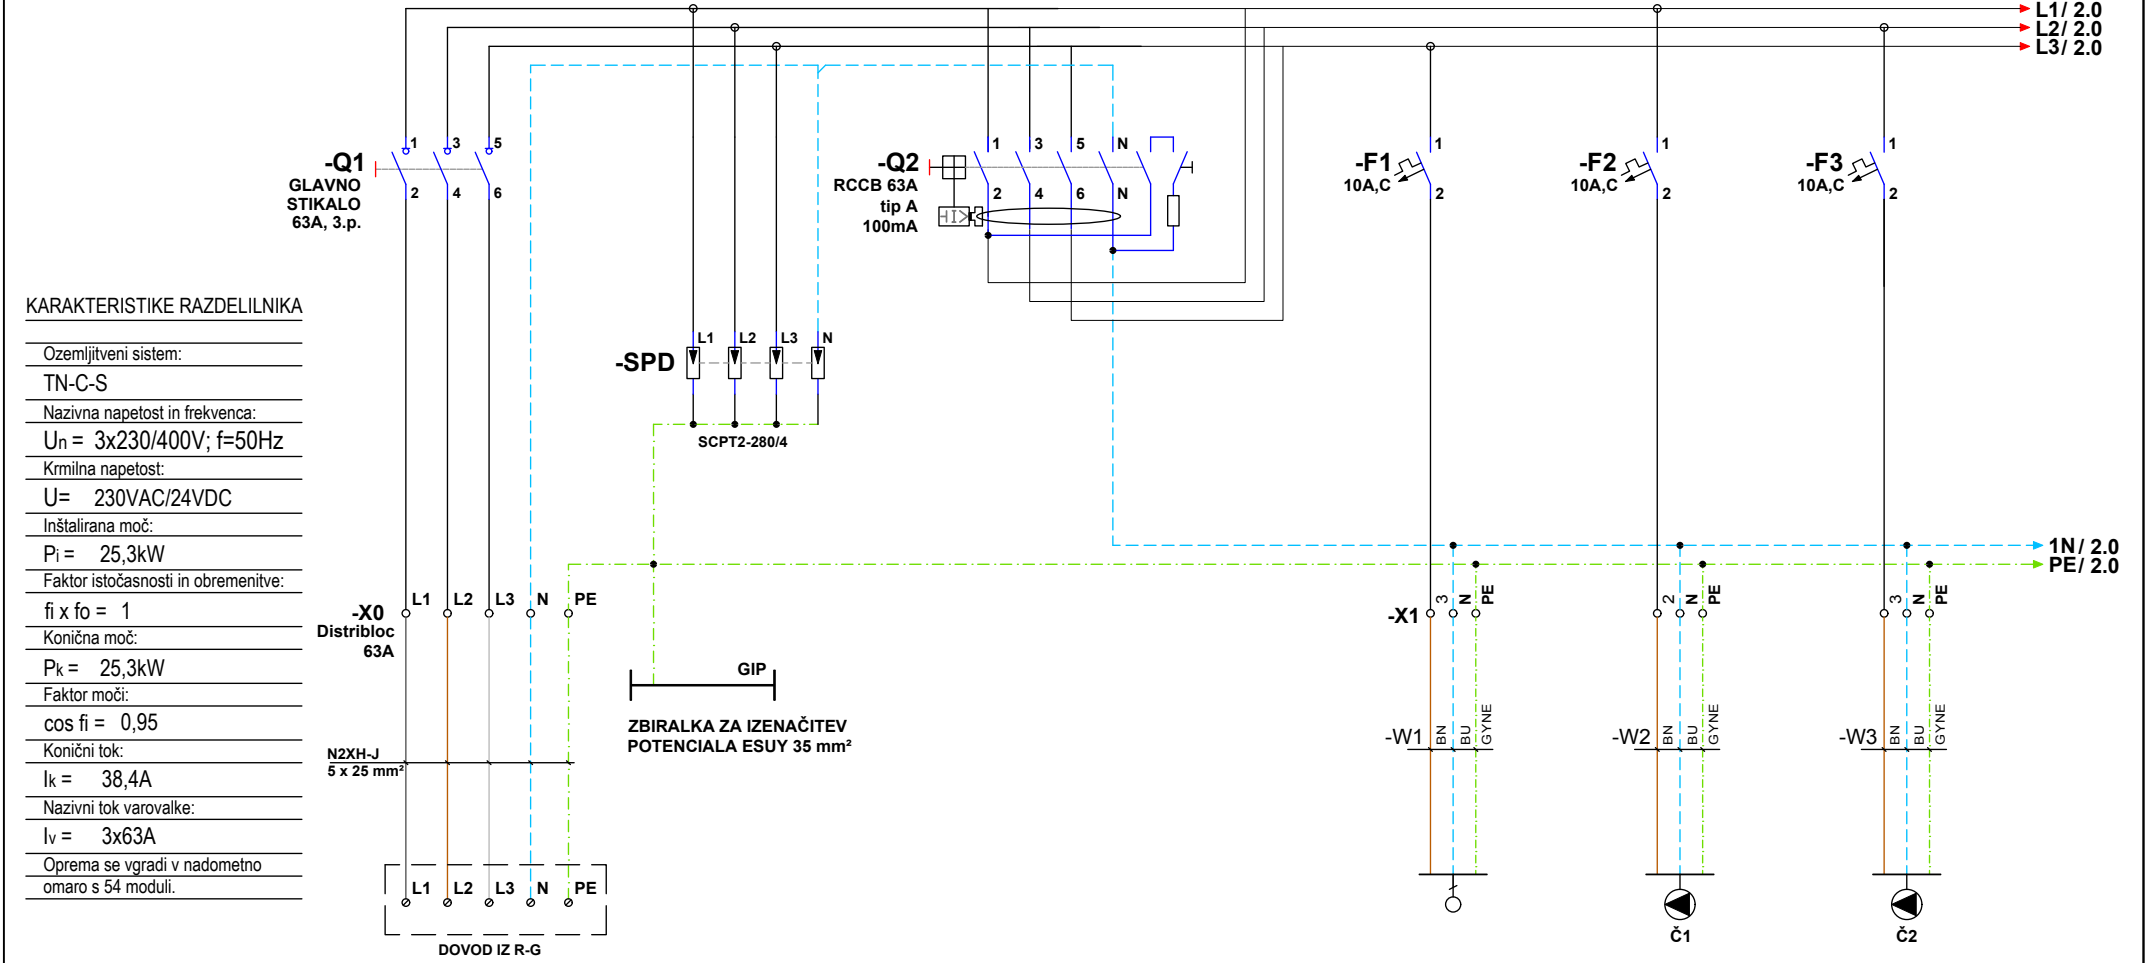 L1/ 2.0
L2/ 2.0
L3/ 2.0
-Q1
GLAVNO
STIKALO
63A, 3.p.
1 3 5
2 4 6
-Q2
RCCB 63A
tip A
100mA
1 3 5 N
2 4 6 N
HI>
-F1
10A,C
1
2
-F2
10A,C
1
2
-F3
10A,C
1
2
KARAKTERISTIKE RAZDELILNIKA
Ozemljitveni sistem:
TN-C-S
Nazivna napetost in frekvenca:
Un = 3x230/400V; f=50Hz
Krmilna napetost:
U= 230VAC/24VDC
Inštalirana moč:
Pi = 25,3kW
Faktor istočasnosti in obremenitve:
fi x fo = 1
Konična moč:
Pk = 25,3kW
Faktor moči:
cos fi = 0,95
Konični tok:
Ik = 38,4A
Nazivni tok varovalke:
Iv = 3x63A
Oprema se vgradi v nadometno
omaro s 54 moduli.
-SPD
L1 L2 L3 N
SCPT2-280/4
1N/ 2.0
PE/ 2.0
-X0
Distribloc
63A
L1 L2 L3 N PE
GIP
ZBIRALKA ZA IZENAČITEV
POTENCIALA ESUY 35 mm²
N2XH-J
5 x 25 mm²
L1 L2 L3 N PE
DOVOD IZ R-G
-X1
3 N PE
2 N PE
3 N PE
-W1
BN BU GYNE
-W2
BN BU GYNE
-W3
BN BU GYNE
Č1
Č2